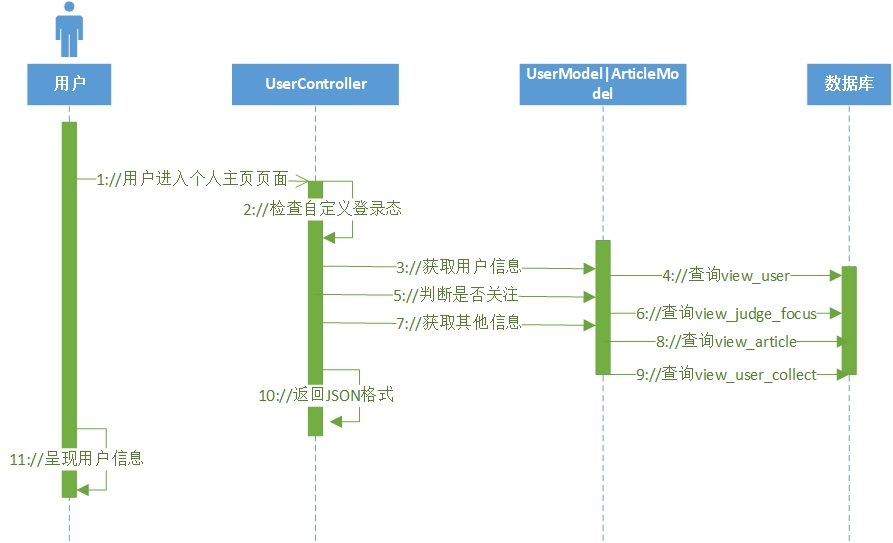 用户
UserController
UserModel|ArticleMo
del
数据库
1://用户进入个人主页页面
2://检查自定义登录态
3://获取用户信息
4://查询view_user
5://判断是否关注
6://查询view_judge_focus
7://获取其他信息
8://查询view_article
9://查询view_user_collect
10://返回JSON格式
11://呈现用户信息